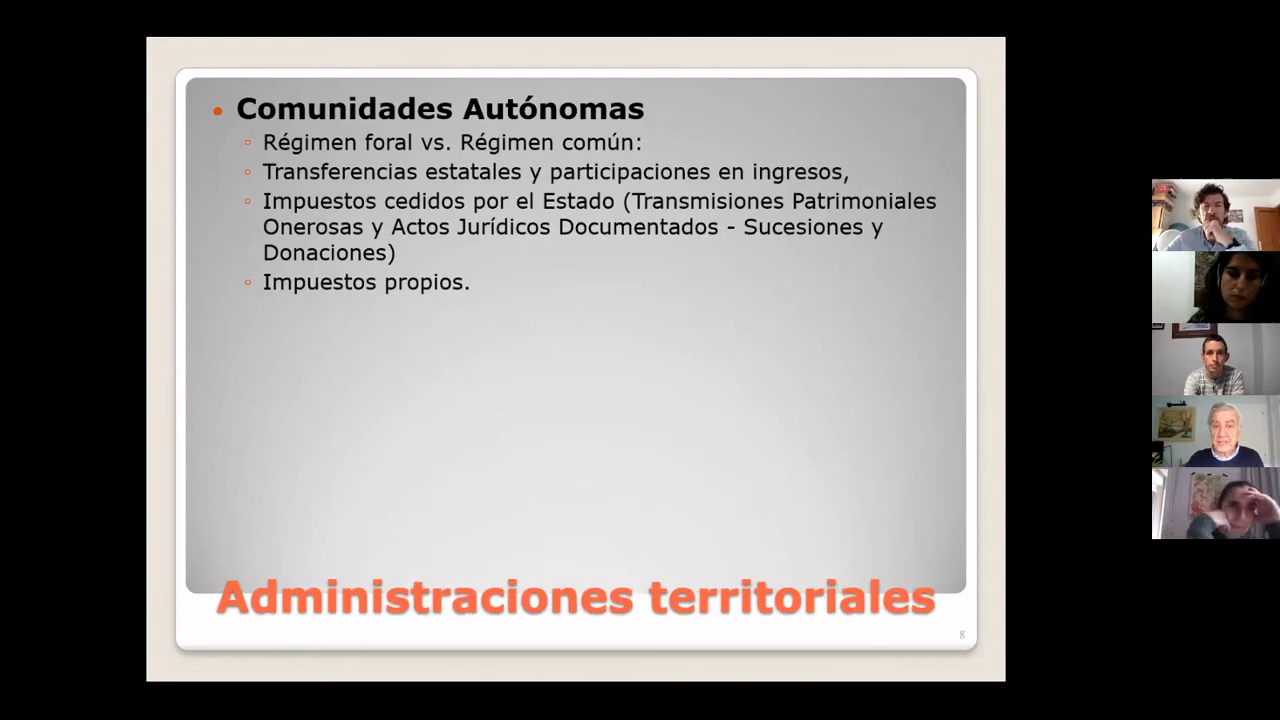 Comunidades Autónomas
Régimen foral vs. Régimen común:
Transferencias estatales y participaciones en ingresos,
Impuestos cedidos por el Estado (Transmisiones Patrimoniales
Onerosas y Actos Jurídicos Documentados - Sucesiones y
Donaciones)
Impuestos propios.
Administraciones territoriales
8